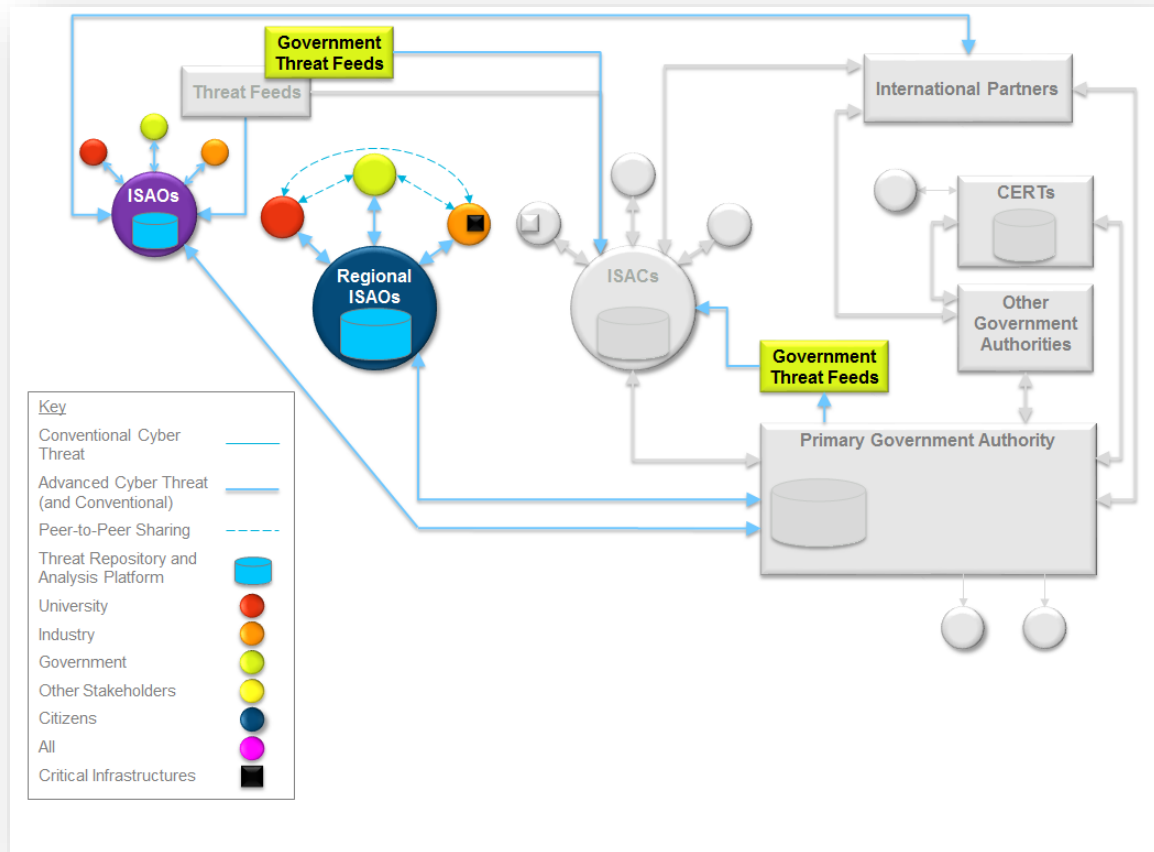 Government
Threat Feeds
Threat Feeds
International Partners
ISAOs
CERTs
Regional
ISAOs
ISACs
Other
Government
Authorities
Government
Threat Feeds
Primary Government Authority
Key
Conventional Cyber
Threat
Advanced Cyber Threat
(and Conventional)
Peer-to-Peer Sharing
Threat Repository and
Analysis Platform
University
Industry
Government
Other Stakeholders
Citizens
All
Critical Infrastructures